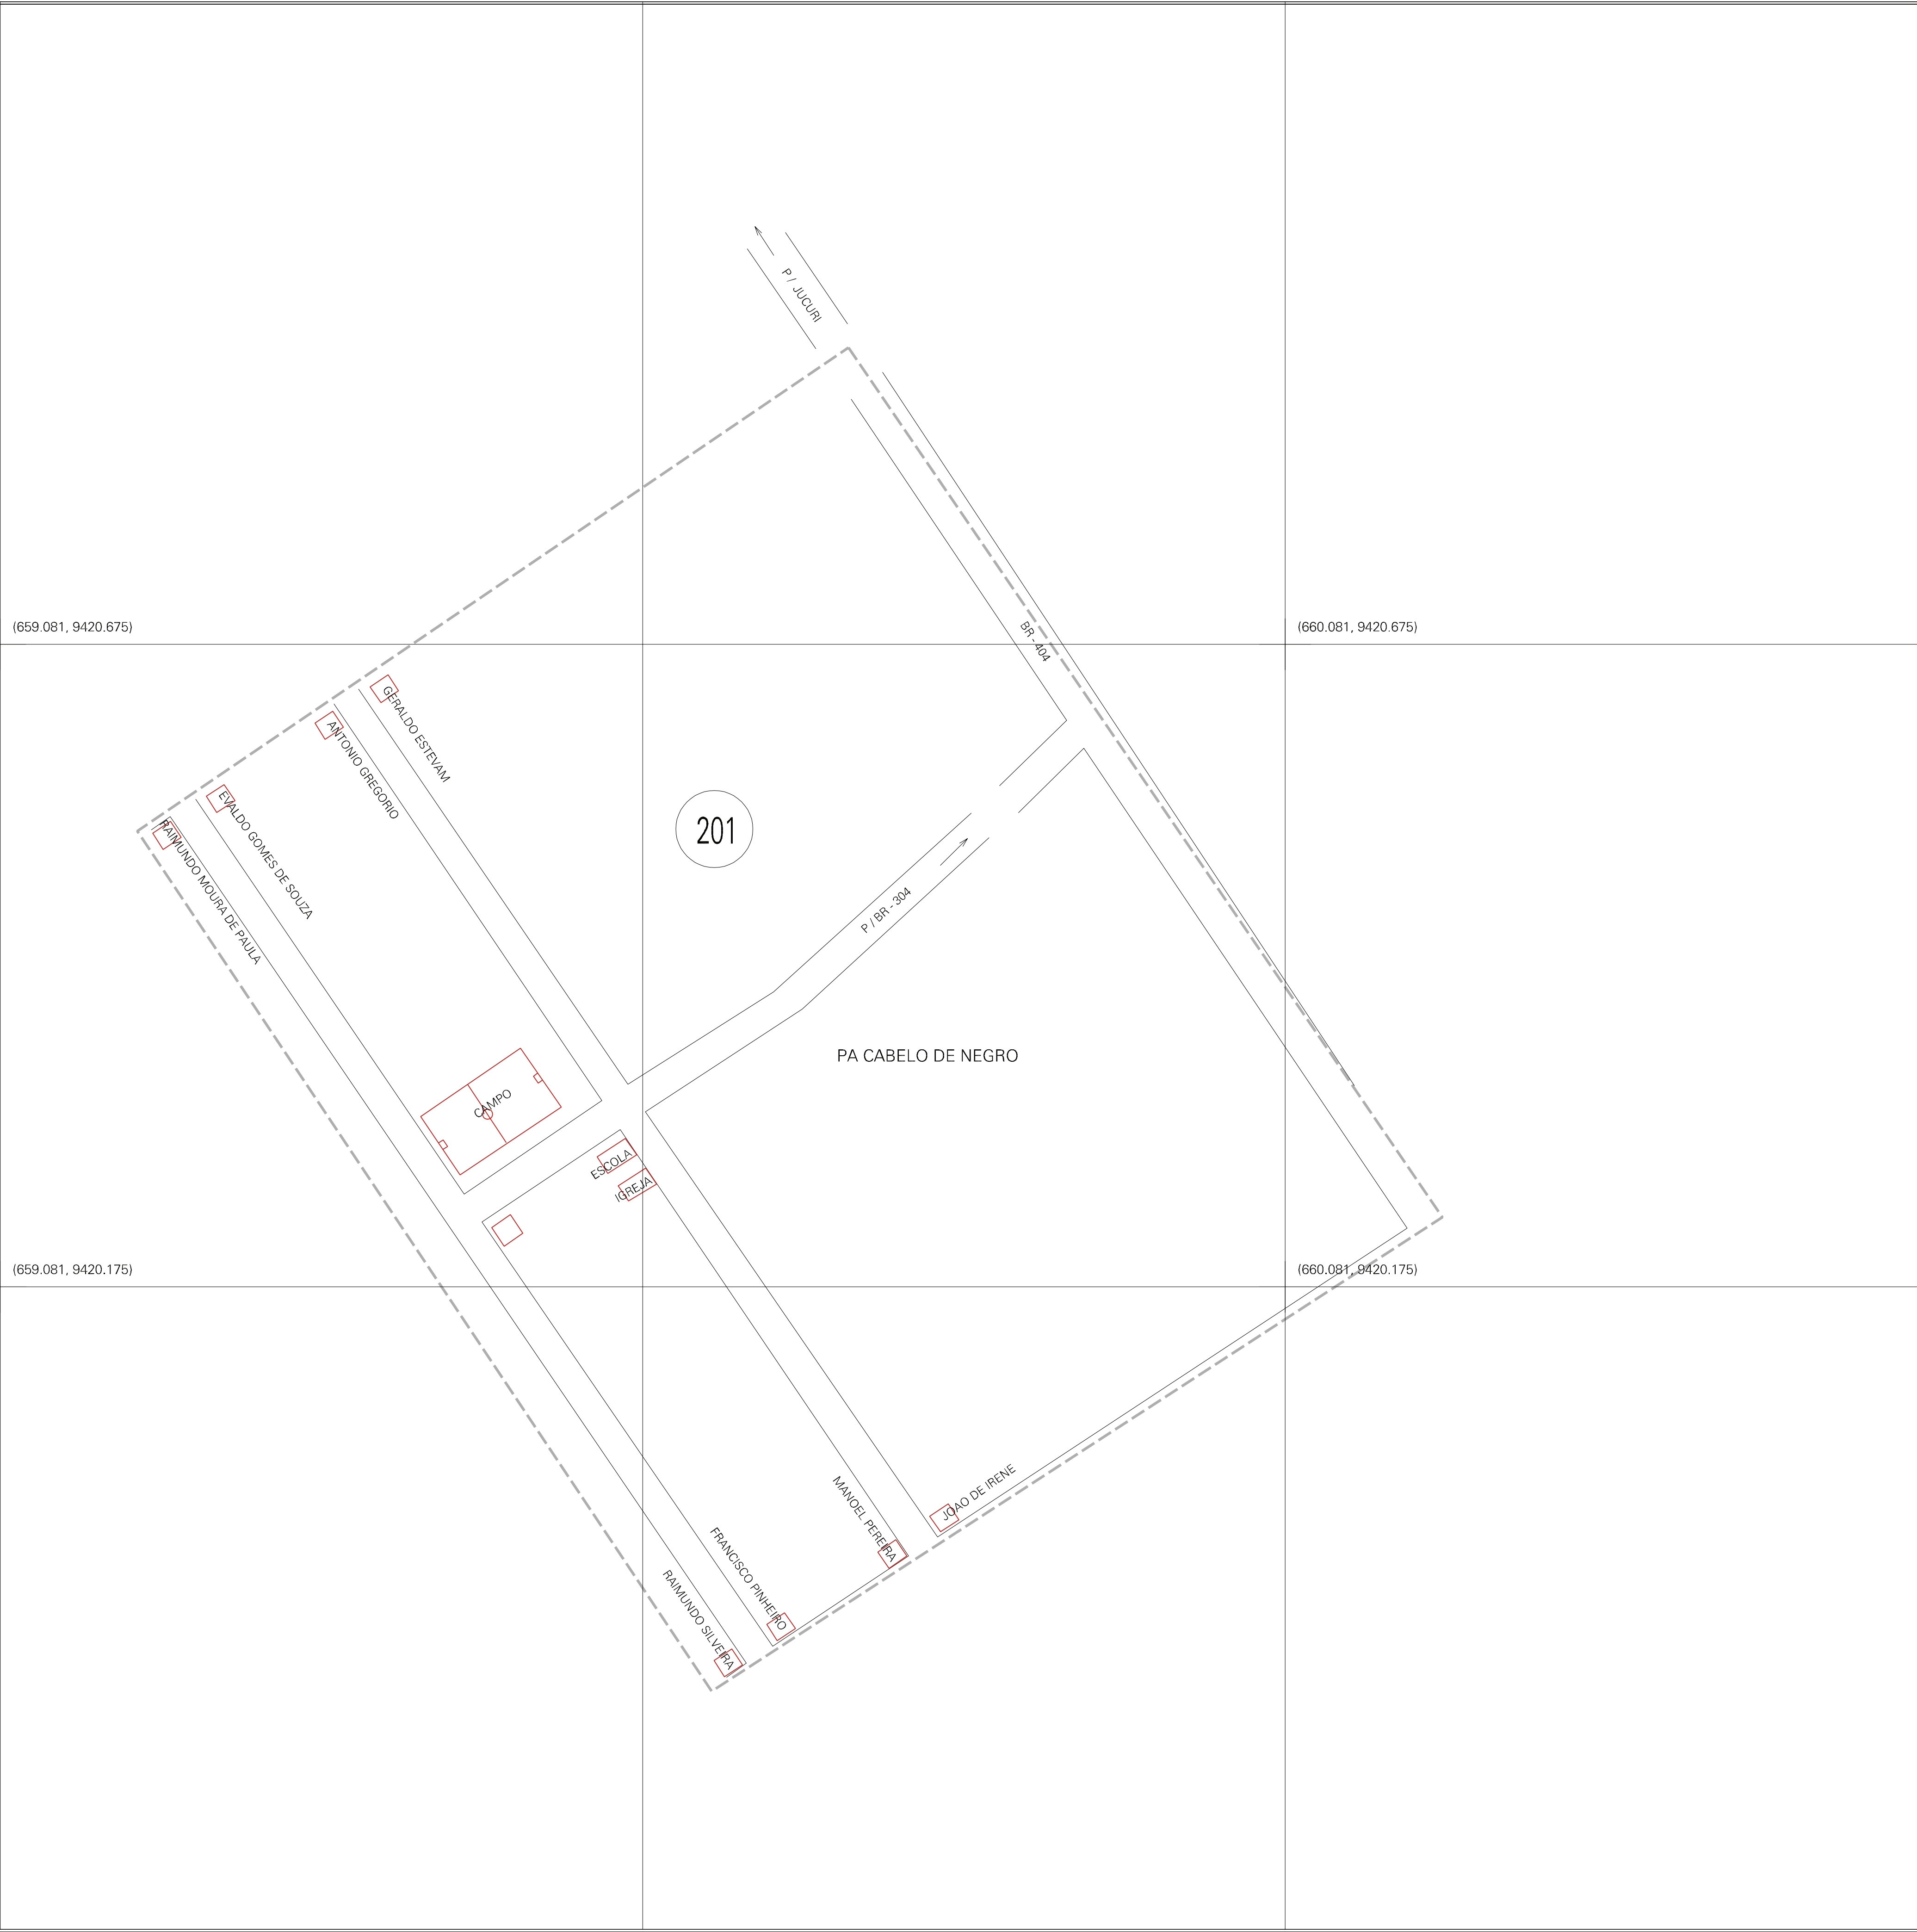 P / JUCURI
(659.081, 9420.675)
(660.081, 9420.675)
BR - 404
GERALDO ESTEVAM
ANTONIO GREGORIO
EVALDO GOMES DE SOUZA
RAIMUNDO MOURA DE PAULA
201
P / BR - 304
PA CABELO DE NEGRO
CAMPO
ESCOLA
IGREJA
(659.081, 9420.175)
(660.081, 9420.175)
JOAO DE IRENE
MANOEL PEREIRA
FRANCISCO PINHEIRO
RAIMUNDO SILVEIRA